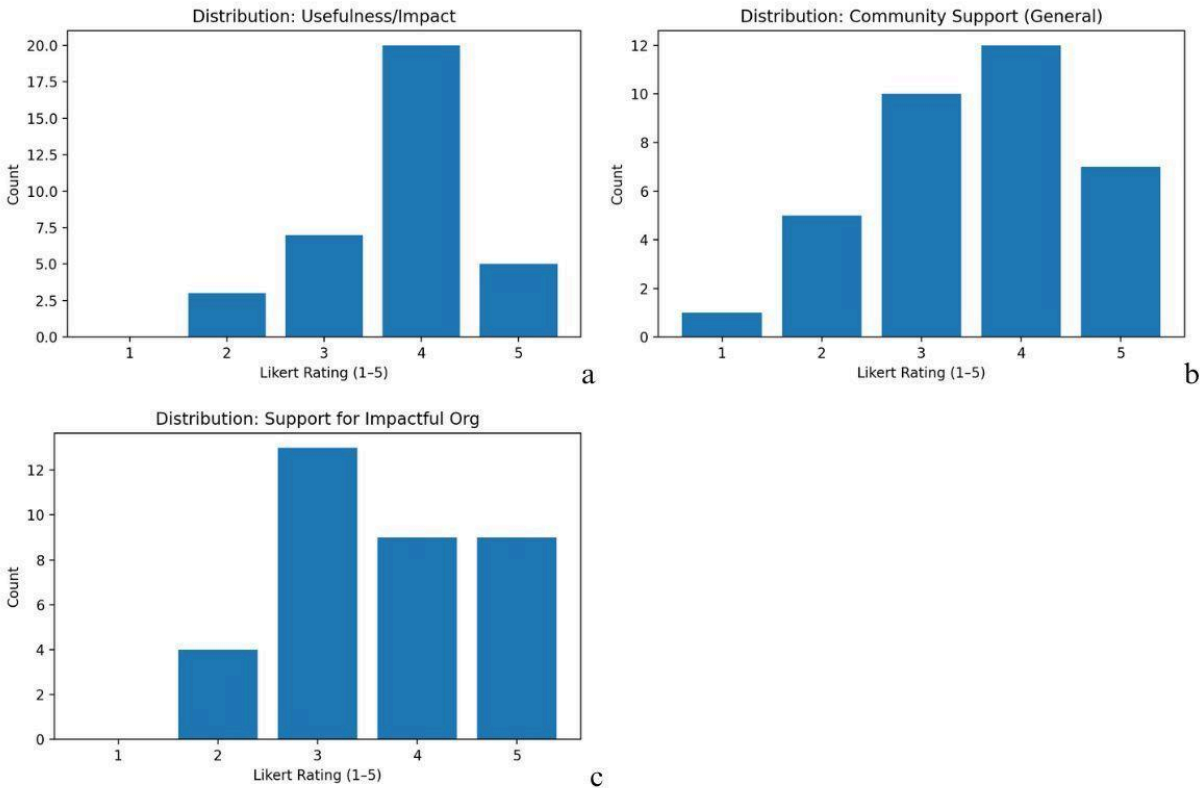 Distribution: Usefulness/Impact
20.0
17.5
15.0
12.5
10.0
7.5
5.0
2.5
0.0
Count
1 2 3 4 5
Likert Rating (1–5)
a
Distribution: Community Support (General)
12
10
8
6
4
2
0
Count
1 2 3 4 5
Likert Rating (1–5)
b
Distribution: Support for Impactful Org
12
10
8
6
4
2
0
Count
1 2 3 4 5
Likert Rating (1–5)
c